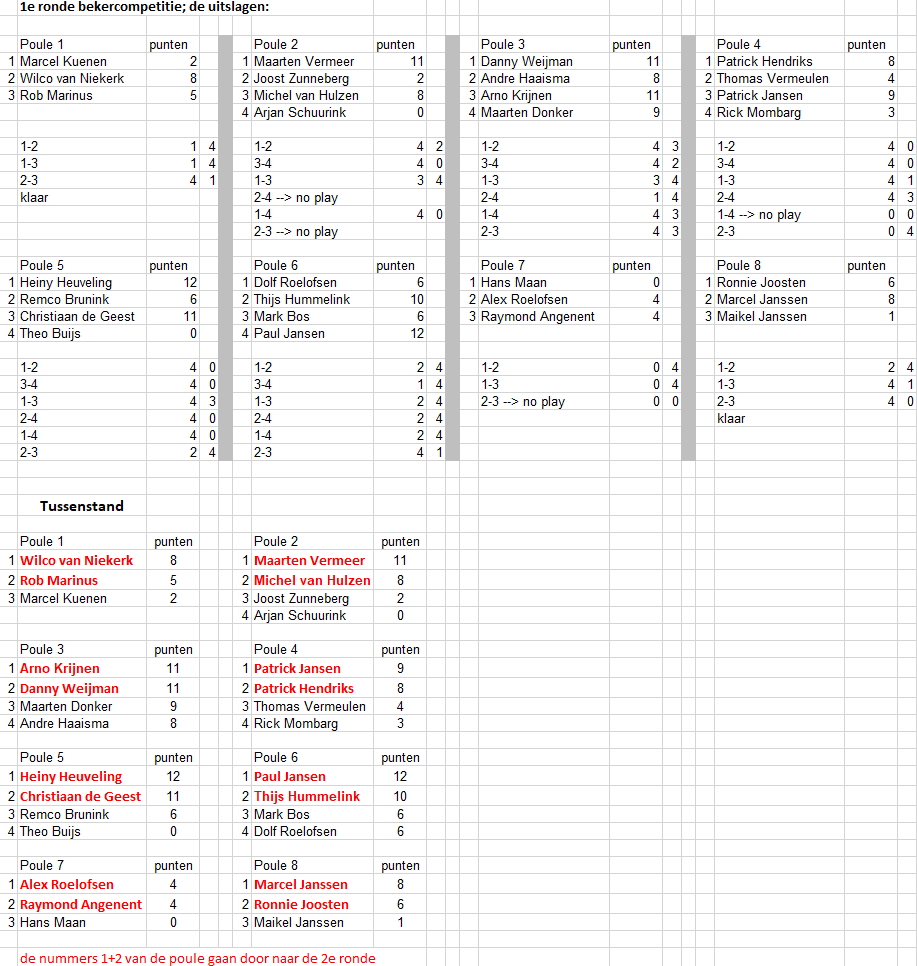 1e ronde bekercompetitie; de uitslagen:
Poule 1 punten Poule 2 punten Poule 3 punten Poule 4 punten
1 Marcel Kuenen 2 1 Maarten Vermeer 11 1 Danny Weijman 11 1 Patrick Hendriks 8
2 Wilco van Niekerk 8 2 Joost Zunneberg 2 2 Andre Haaisma 8 2 Thomas Vermeulen 4
3 Rob Marinus 5 3 Michel van Hulzen 8 3 Arno Krijnen 11 3 Patrick Jansen 9
4 Arjan Schuurink 0 4 Maarten Donker 9 4 Rick Mombarg 3
1-2 1 4 1-2 4 2 1-2 4 3 1-2 4 0
1-3 1 4 3-4 4 0 3-4 4 2 3-4 4 0
2-3 4 1 1-3 3 4 1-3 3 4 1-3 4 1
klaar 2-4 --> no play 2-4 1 4 2-4 4 3
1-4 4 0 1-4 4 3 1-4 --> no play 0 0
2-3 --> no play 2-3 4 3 2-3 0 4
Poule 5 punten Poule 6 punten Poule 7 punten Poule 8 punten
1 Heiny Heuveling 12 1 Dolf Roelofsen 6 1 Hans Maan 0 1 Ronnie Joosten 6
2 Remco Brunink 6 2 Thijs Hummelink 10 2 Alex Roelofsen 4 2 Marcel Janssen 8
3 Christiaan de Geest 11 3 Mark Bos 6 3 Raymond Angenent 4 3 Maikel Janssen 1
4 Theo Buijs 0 4 Paul Jansen 12
1-2 4 0 1-2 2 4 1-2 0 4 1-2 2 4
3-4 4 0 3-4 1 4 1-3 0 4 1-3 4 1
1-3 4 3 1-3 2 4 2-3 --> no play 0 0 2-3 4 0
2-4 4 0 2-4 2 4 klaar
1-4 4 0 1-4 2 4
2-3 2 4 2-3 4 1
Tussenstand
Poule 1 punten Poule 2 punten
1 Wilco van Niekerk 8 1 Maarten Vermeer 11
2 Rob Marinus 5 2 Michel van Hulzen 8
3 Marcel Kuenen 2 3 Joost Zunneberg 2
4 Arjan Schuurink 0
Poule 3 punten Poule 4 punten
1 Arno Krijnen 11 1 Patrick Jansen 9
2 Danny Weijman 11 2 Patrick Hendriks 8
3 Maarten Donker 9 3 Thomas Vermeulen 4
4 Andre Haaisma 8 4 Rick Mombarg 3
Poule 5 punten Poule 6 punten
1 Heiny Heuveling 12 1 Paul Jansen 12
2 Christiaan de Geest 11 2 Thijs Hummelink 10
3 Remco Brunink 6 3 Mark Bos 6
4 Theo Buijs 0 4 Dolf Roelofsen 6
Poule 7 punten Poule 8 punten
1 Alex Roelofsen 4 1 Marcel Janssen 8
2 Raymond Angenent 4 2 Ronnie Joosten 6
3 Hans Maan 0 3 Maikel Janssen 1
de nummers 1+2 van de poule gaan door naar de 2e ronde